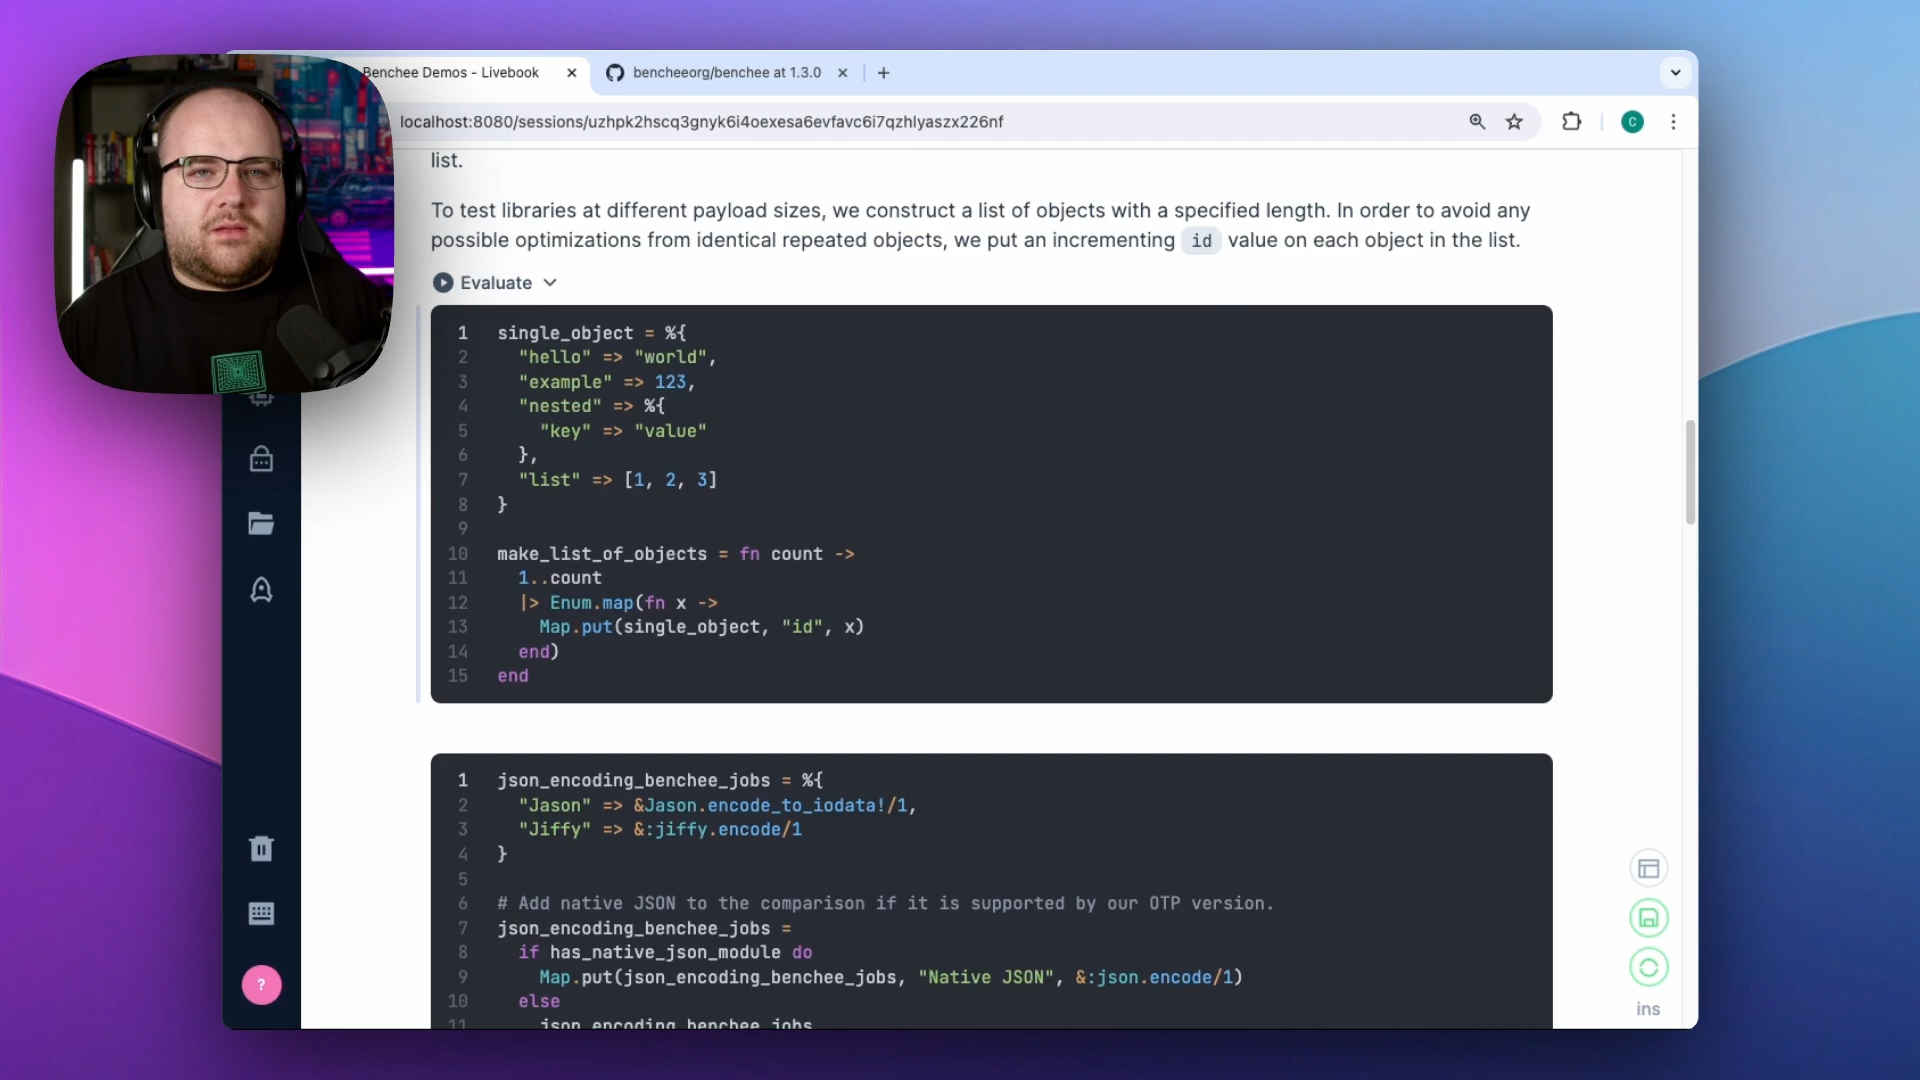 Benchee Demos - Livebook
bencheeorg/benchee at 1.3.0
localhost:8080/sessions/uzhpk2hscq3gnyk6i4oexesa6evfavc6i7qzhlyaszx226nf
C
list.
To test libraries at different payload sizes, we construct a list of objects with a specified length. In order to avoid any
possible optimizations from identical repeated objects, we put an incrementing id value on each object in the list.
Evaluate
1 single_object = %{
2 "hello" => "world",
3 "example" => 123,
4 "nested" => %{
5 "key" => "value"
6 },
7 "list" => [1, 2, 3]
8 }
9
10 make_list_of_objects = fn count ->
11 1..count
12 |> Enum.map(fn x ->
13 Map.put(single_object, "id", x)
14 end)
15 end
1 json_encoding_benchee_jobs = %{
2 "Jason" => &Jason.encode_to_iodata!/1,
3 "Jiffy" => &:jiffy.encode/1
4 }
5
6 # Add native JSON to the comparison if it is supported by our OTP version.
7 json_encoding_benchee_jobs =
8 if has_native_json_module do
9 Map.put(json_encoding_benchee_jobs, "Native JSON", &:json.encode/1)
10 else
11 json_encoding_benchee_jobs
?
ins